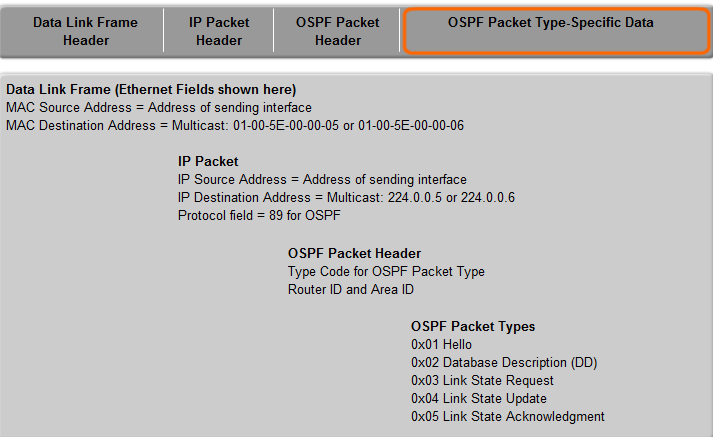 Data Link Frame Header
IP Packet Header
OSPF Packet Header
OSPF Packet Type-Specific Data
Data Link Frame (Ethernet Fields shown here)
MAC Source Address = Address of sending interface
MAC Destination Address = Multicast: 01-00-5E-00-00-05 or 01-00-5E-00-00-06
IP Packet
IP Source Address = Address of sending interface
IP Destination Address = Multicast: 224.0.0.5 or 224.0.0.6
Protocol field = 89 for OSPF
OSPF Packet Header
Type Code for OSPF Packet Type
Router ID and Area ID
OSPF Packet Types
0x01 Hello
0x02 Database Description (DD)
0x03 Link State Request
0x04 Link State Update
0x05 Link State Acknowledgment